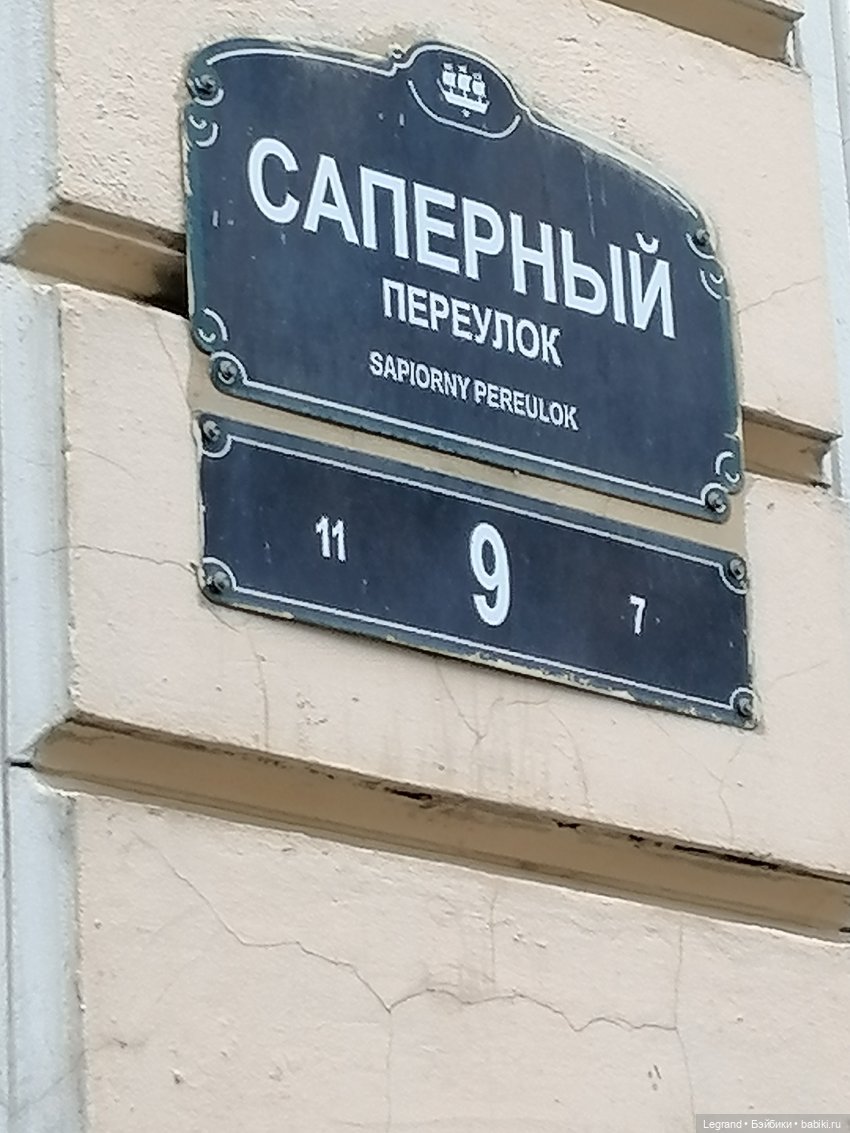 САПЕРНЫЙ
ПЕРЕУЛОК
SAPIORNY PEREULOK
11 9 7
Legrand • Бэйбики • babiki.ru